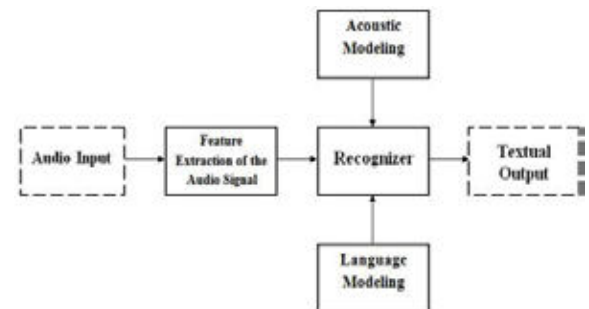 Acoustic
Modeling
Audio Input
Feature
Extraction of the
Audio Signal
Recognizer
Textual
Output
Language
Modeling